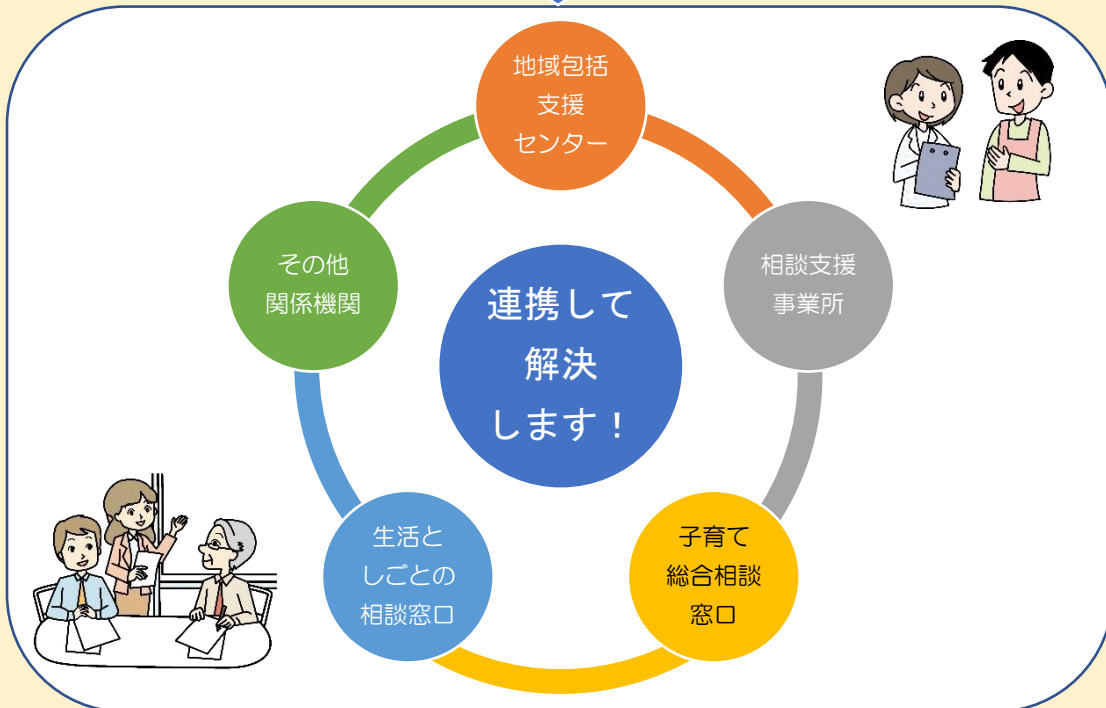 地域包括
支援
センター
相談支援
事業所
子育て
総合相談
窓口
生活と
しごとの
相談窓口
その他
関係機関
連携して
解決
します！